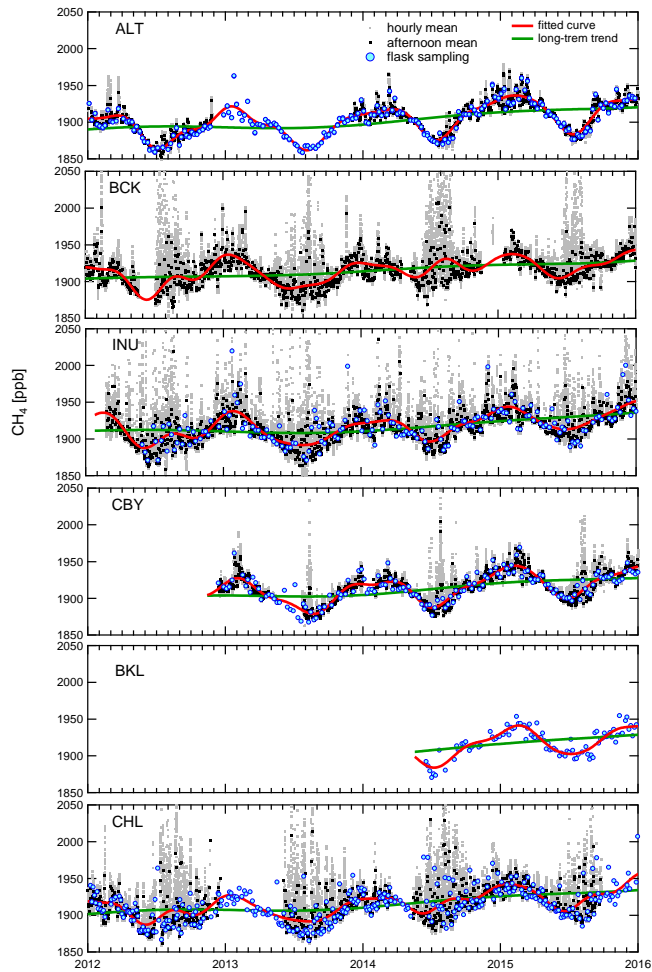 2050
ALT
hourly mean
afternoon mean
flask sampling
fitted curve
long-trem trend
2000
1950
1900
1850
2050
BCK
2000
1950
1900
1850
2050
INU
2000
1950
1900
1850
CH4 [ppb]
2050
CBY
2000
1950
1900
1850
2050
BKL
2000
1950
1900
1850
2050
CHL
2000
1950
1900
1850
2012 2013 2014 2015 2016